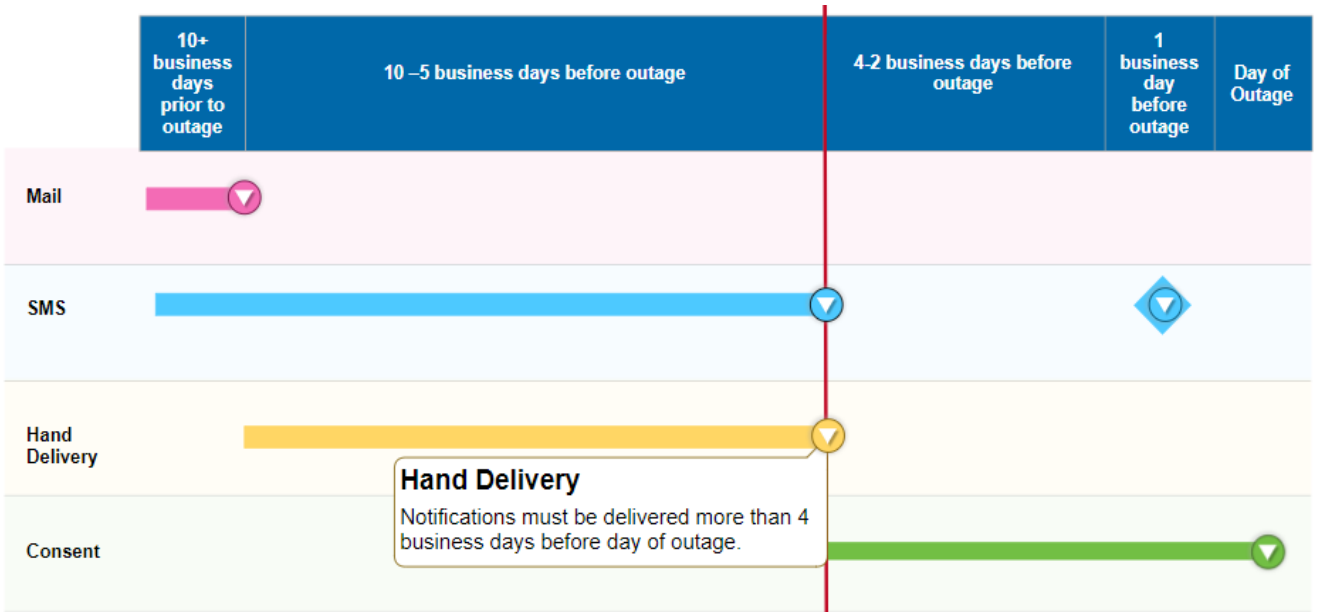 10+
business
days
prior to
outage
10 –5 business days before outage
4-2 business days before
outage
1
business
day
before
outage
Day of
Outage
Mail
SMS
Hand
Delivery
Hand Delivery
Notifications must be delivered more than 4
business days before day of outage.
Consent